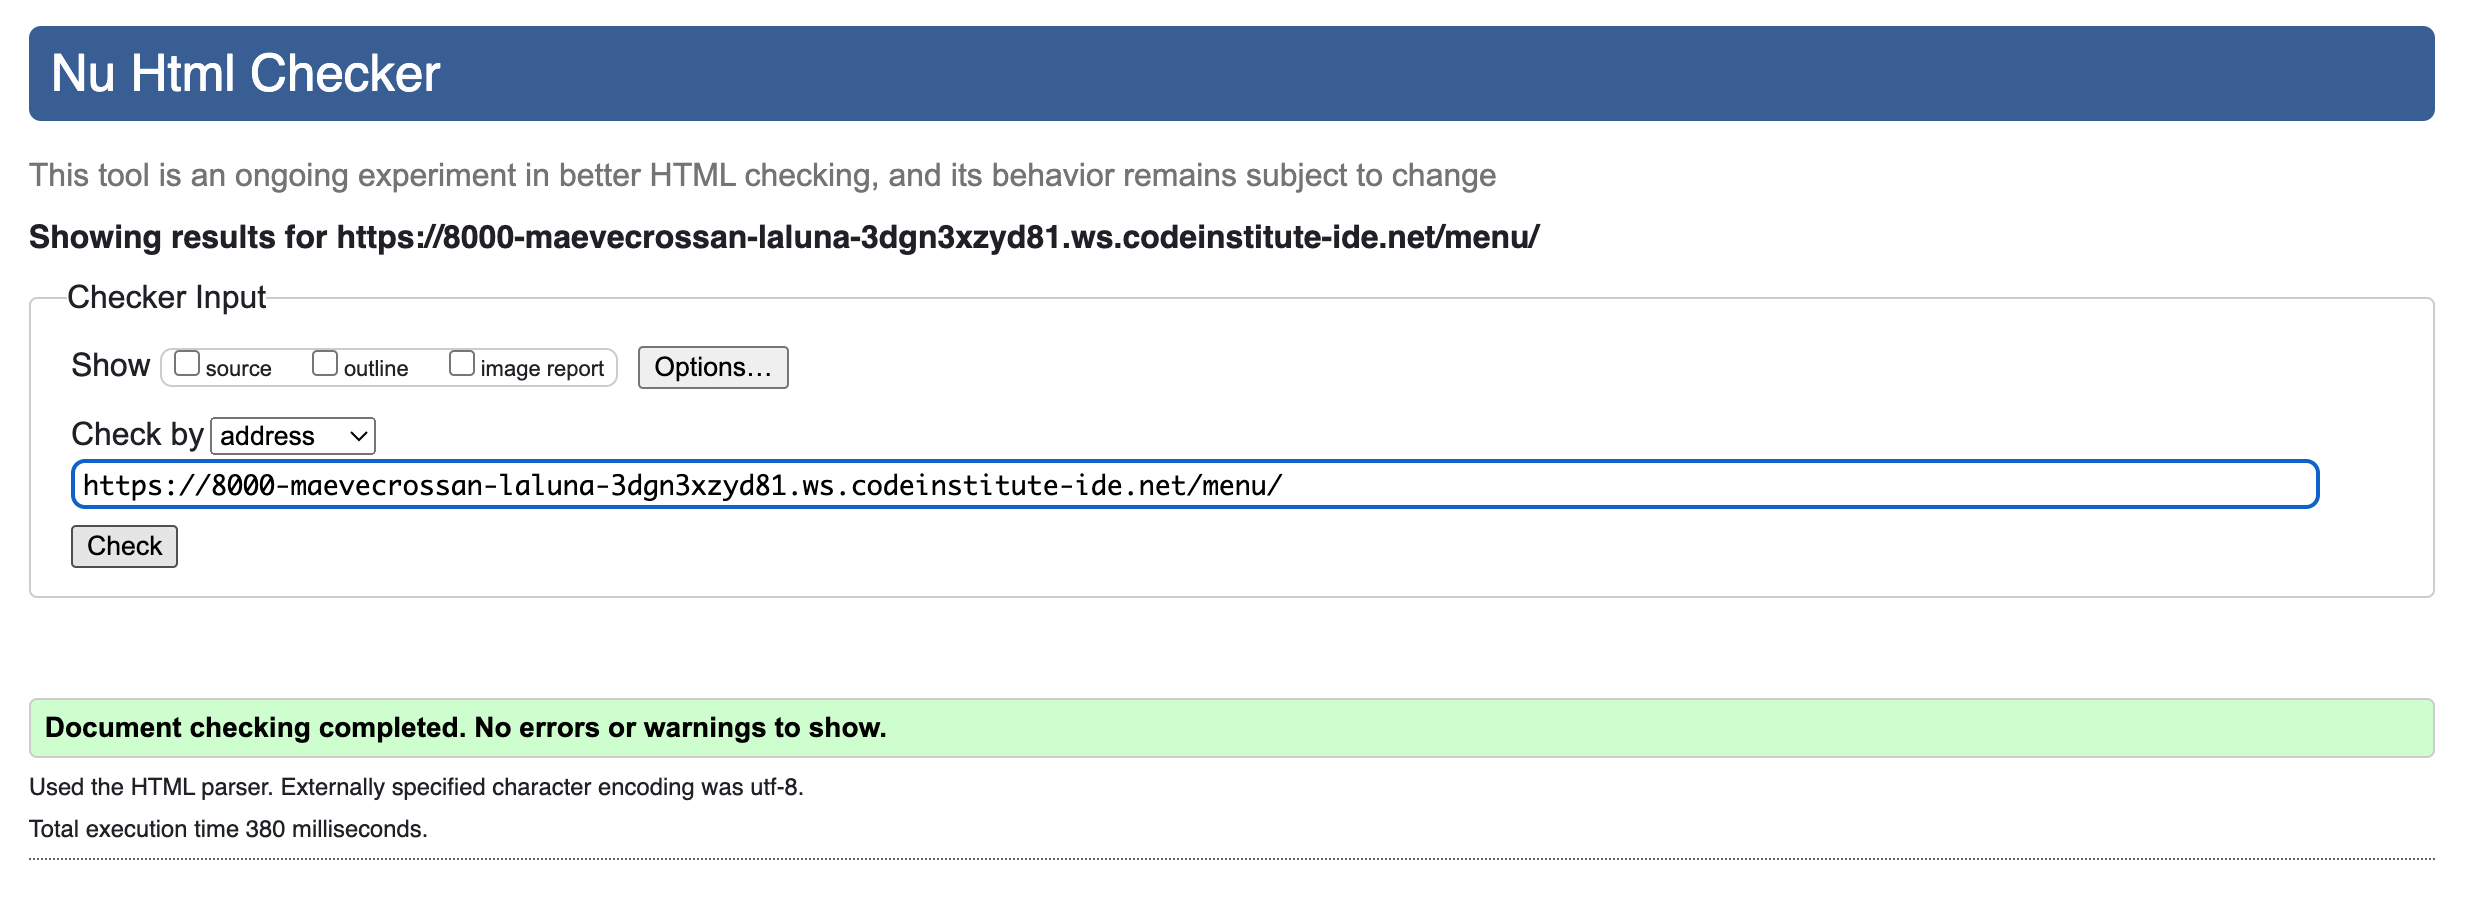 Nu Html Checker
This tool is an ongoing experiment in better HTML checking, and its behavior remains subject to change
Showing results for https://8000-maevecrossan-laluna-3dgn3xzyd81.ws.codeinstitute-ide.net/menu/
Checker Input
Show source outline image report Options...
Check by address
https://8000-maevecrossan-laluna-3dgn3xzyd81.ws.codeinstitute-ide.net/menu/
Check
Document checking completed. No errors or warnings to show.
Used the HTML parser. Externally specified character encoding was utf-8.
Total execution time 380 milliseconds.